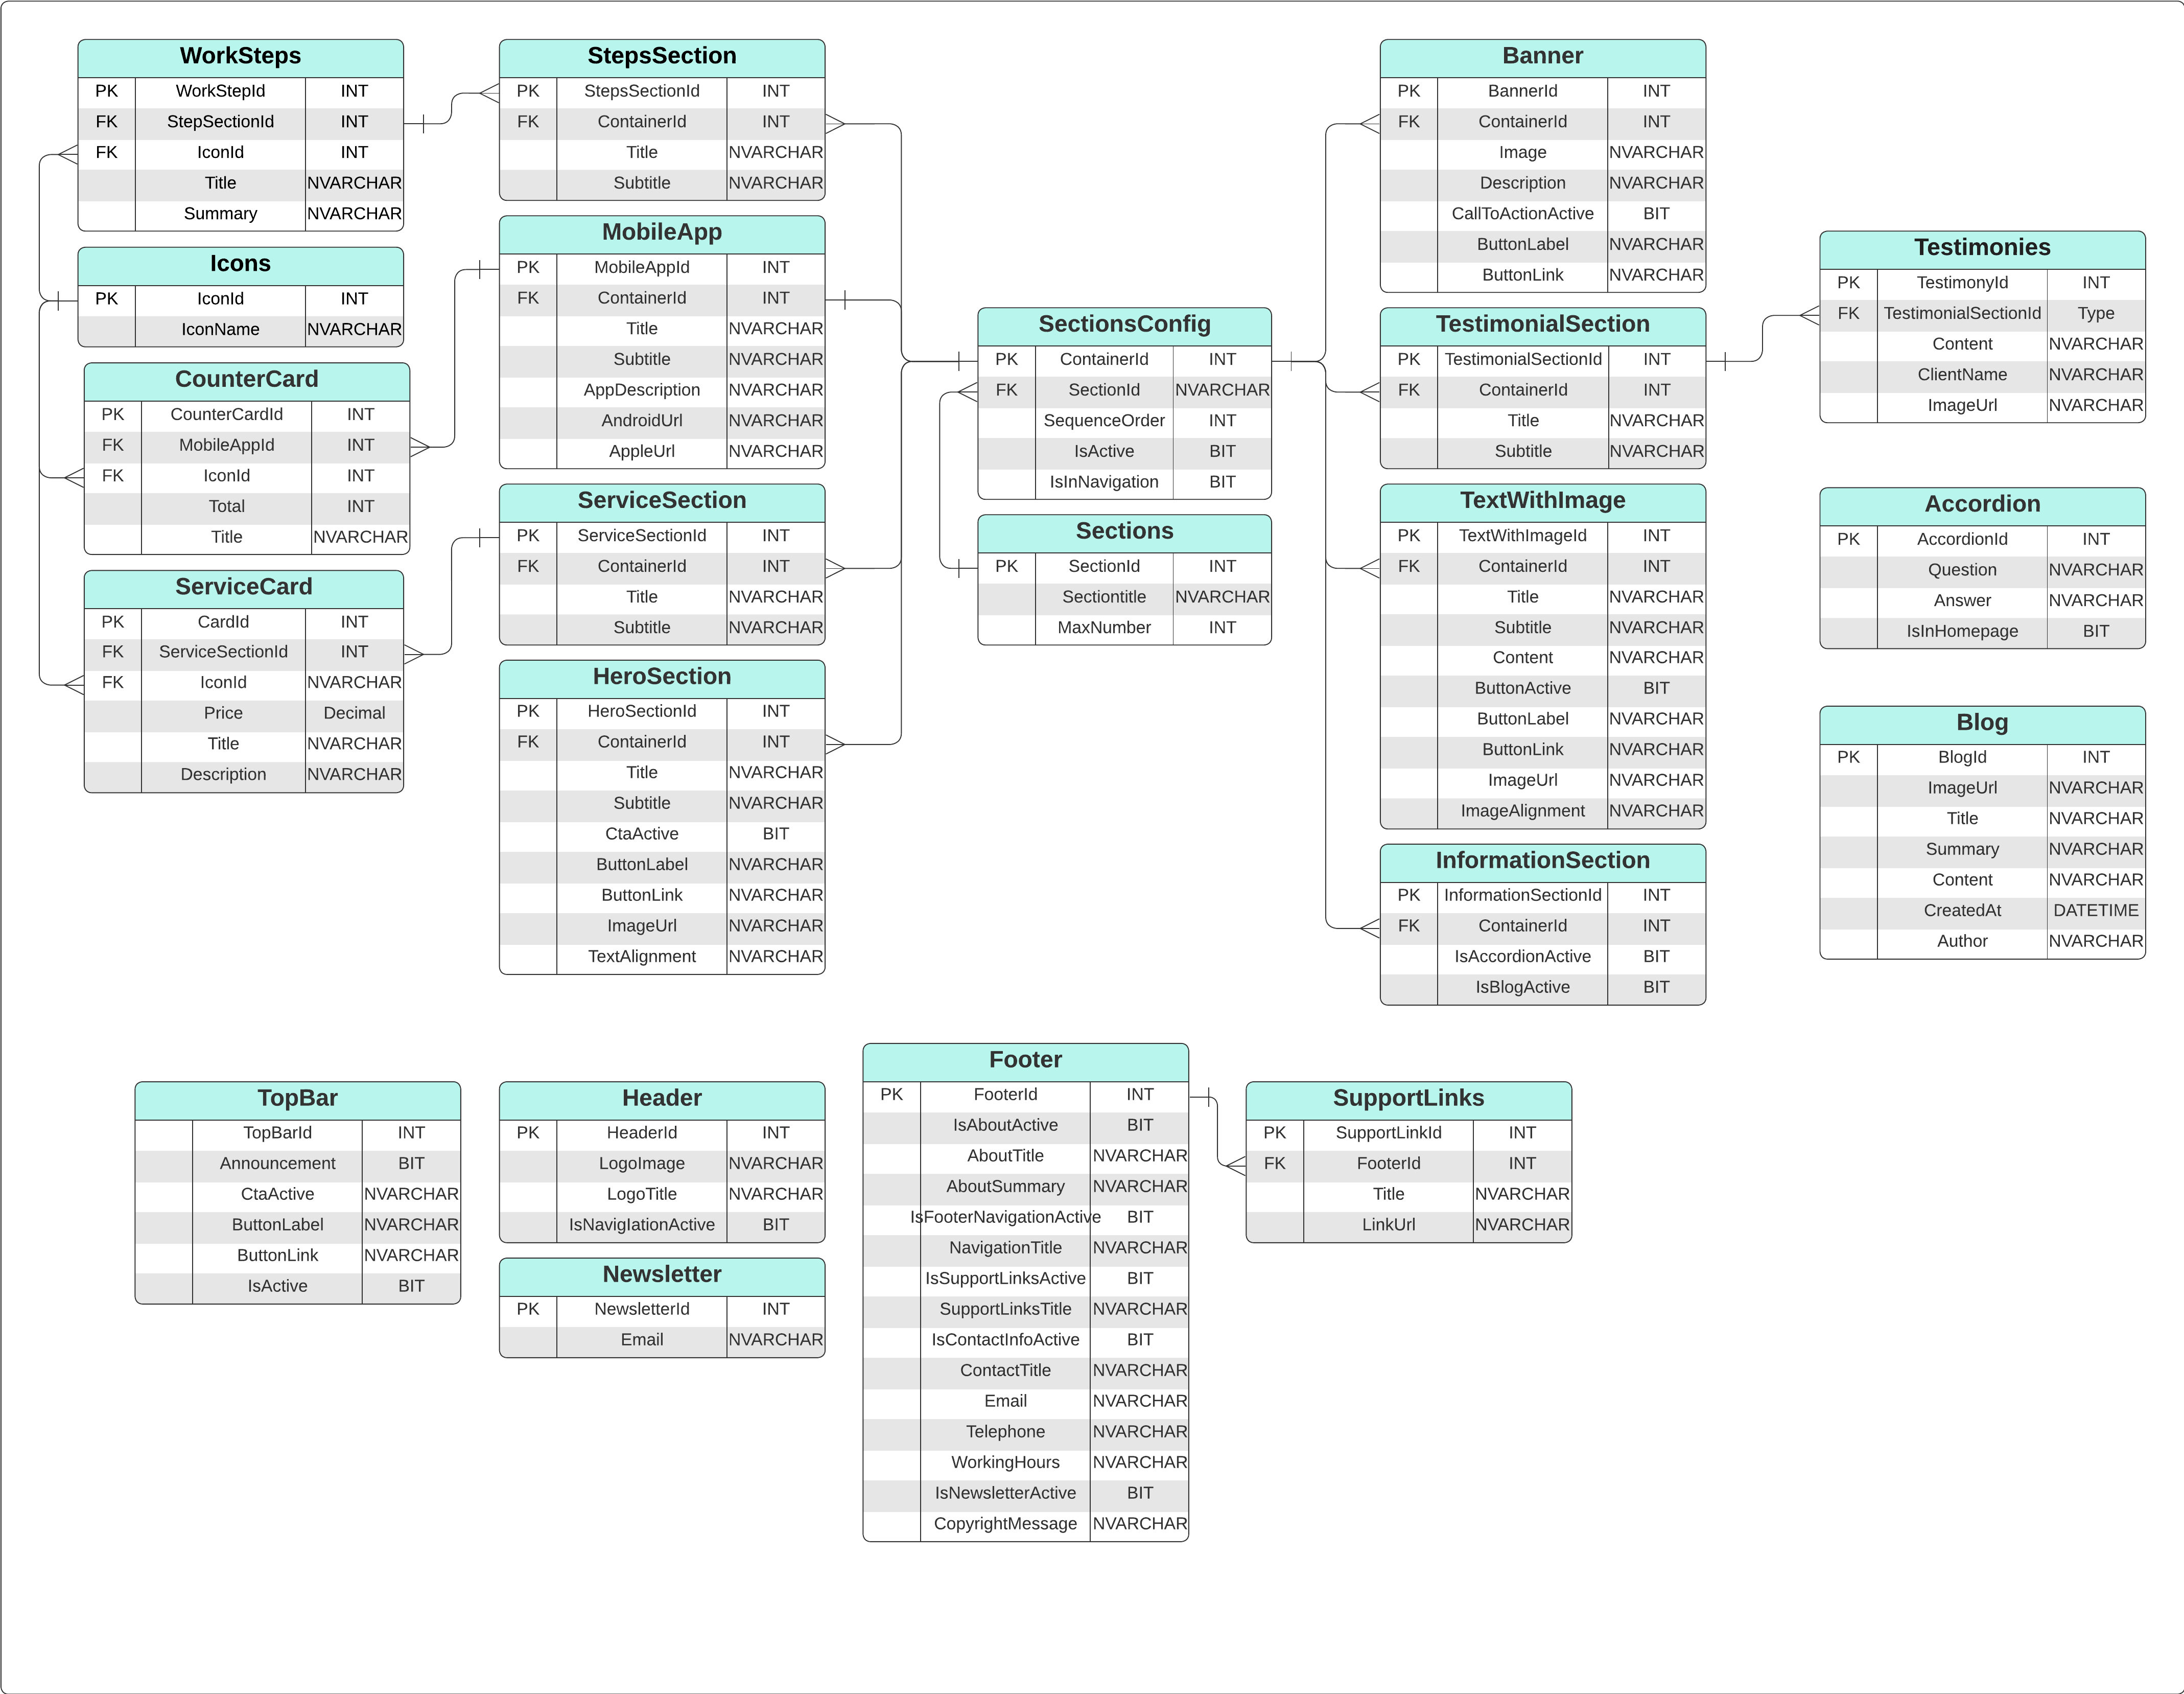 WorkSteps
PK WorkStepId INT
FK StepSectionId INT
FK IconId INT
Title NVARCHAR
Summary NVARCHAR
Icons
PK IconId INT
IconName NVARCHAR
CounterCard
PK CounterCardId INT
FK MobileAppId INT
FK IconId INT
Total INT
Title NVARCHAR
ServiceCard
PK CardId INT
FK ServiceSectionId INT
FK IconId NVARCHAR
Price Decimal
Title NVARCHAR
Description NVARCHAR
StepsSection
PK StepsSectionId INT
FK ContainerId INT
Title NVARCHAR
Subtitle NVARCHAR
MobileApp
PK MobileAppId INT
FK ContainerId INT
Title NVARCHAR
Subtitle NVARCHAR
AppDescription NVARCHAR
AndroidUrl NVARCHAR
AppleUrl NVARCHAR
ServiceSection
PK ServiceSectionId INT
FK ContainerId INT
Title NVARCHAR
Subtitle NVARCHAR
HeroSection
PK HeroSectionId INT
FK ContainerId INT
Title NVARCHAR
Subtitle NVARCHAR
CtaActive BIT
ButtonLabel NVARCHAR
ButtonLink NVARCHAR
ImageUrl NVARCHAR
TextAlignment NVARCHAR
SectionsConfig
PK ContainerId INT
FK SectionId NVARCHAR
SequenceOrder INT
IsActive BIT
IsInNavigation BIT
Sections
PK SectionId INT
Sectiontitle NVARCHAR
MaxNumber INT
Banner
PK BannerId INT
FK ContainerId INT
Image NVARCHAR
Description NVARCHAR
CallToActionActive BIT
ButtonLabel NVARCHAR
ButtonLink NVARCHAR
TestimonialSection
PK TestimonialSectionId INT
FK ContainerId INT
Title NVARCHAR
Subtitle NVARCHAR
TextWithImage
PK TextWithImageId INT
FK ContainerId INT
Title NVARCHAR
Subtitle NVARCHAR
Content NVARCHAR
ButtonActive BIT
ButtonLabel NVARCHAR
ButtonLink NVARCHAR
ImageUrl NVARCHAR
ImageAlignment NVARCHAR
InformationSection
PK InformationSectionId INT
FK ContainerId INT
IsAccordionActive BIT
IsBlogActive BIT
Testimonies
PK TestimonyId INT
FK TestimonialSectionId Type
Content NVARCHAR
ClientName NVARCHAR
ImageUrl NVARCHAR
Accordion
PK AccordionId INT
Question NVARCHAR
Answer NVARCHAR
IsInHomepage BIT
Blog
PK BlogId INT
ImageUrl NVARCHAR
Title NVARCHAR
Summary NVARCHAR
Content NVARCHAR
CreatedAt DATETIME
Author NVARCHAR
TopBar
TopBarId INT
Announcement BIT
CtaActive NVARCHAR
ButtonLabel NVARCHAR
ButtonLink NVARCHAR
IsActive BIT
Header
PK HeaderId INT
LogoImage NVARCHAR
LogoTitle NVARCHAR
IsNavigIationActive BIT
Newsletter
PK NewsletterId INT
Email NVARCHAR
Footer
PK FooterId INT
IsAboutActive BIT
AboutTitle NVARCHAR
AboutSummary NVARCHAR
IsFooterNavigationActive BIT
NavigationTitle NVARCHAR
IsSupportLinksActive BIT
SupportLinksTitle NVARCHAR
IsContactInfoActive BIT
ContactTitle NVARCHAR
Email NVARCHAR
Telephone NVARCHAR
WorkingHours NVARCHAR
IsNewsletterActive BIT
CopyrightMessage NVARCHAR
SupportLinks
PK SupportLinkId INT
FK FooterId INT
Title NVARCHAR
LinkUrl NVARCHAR